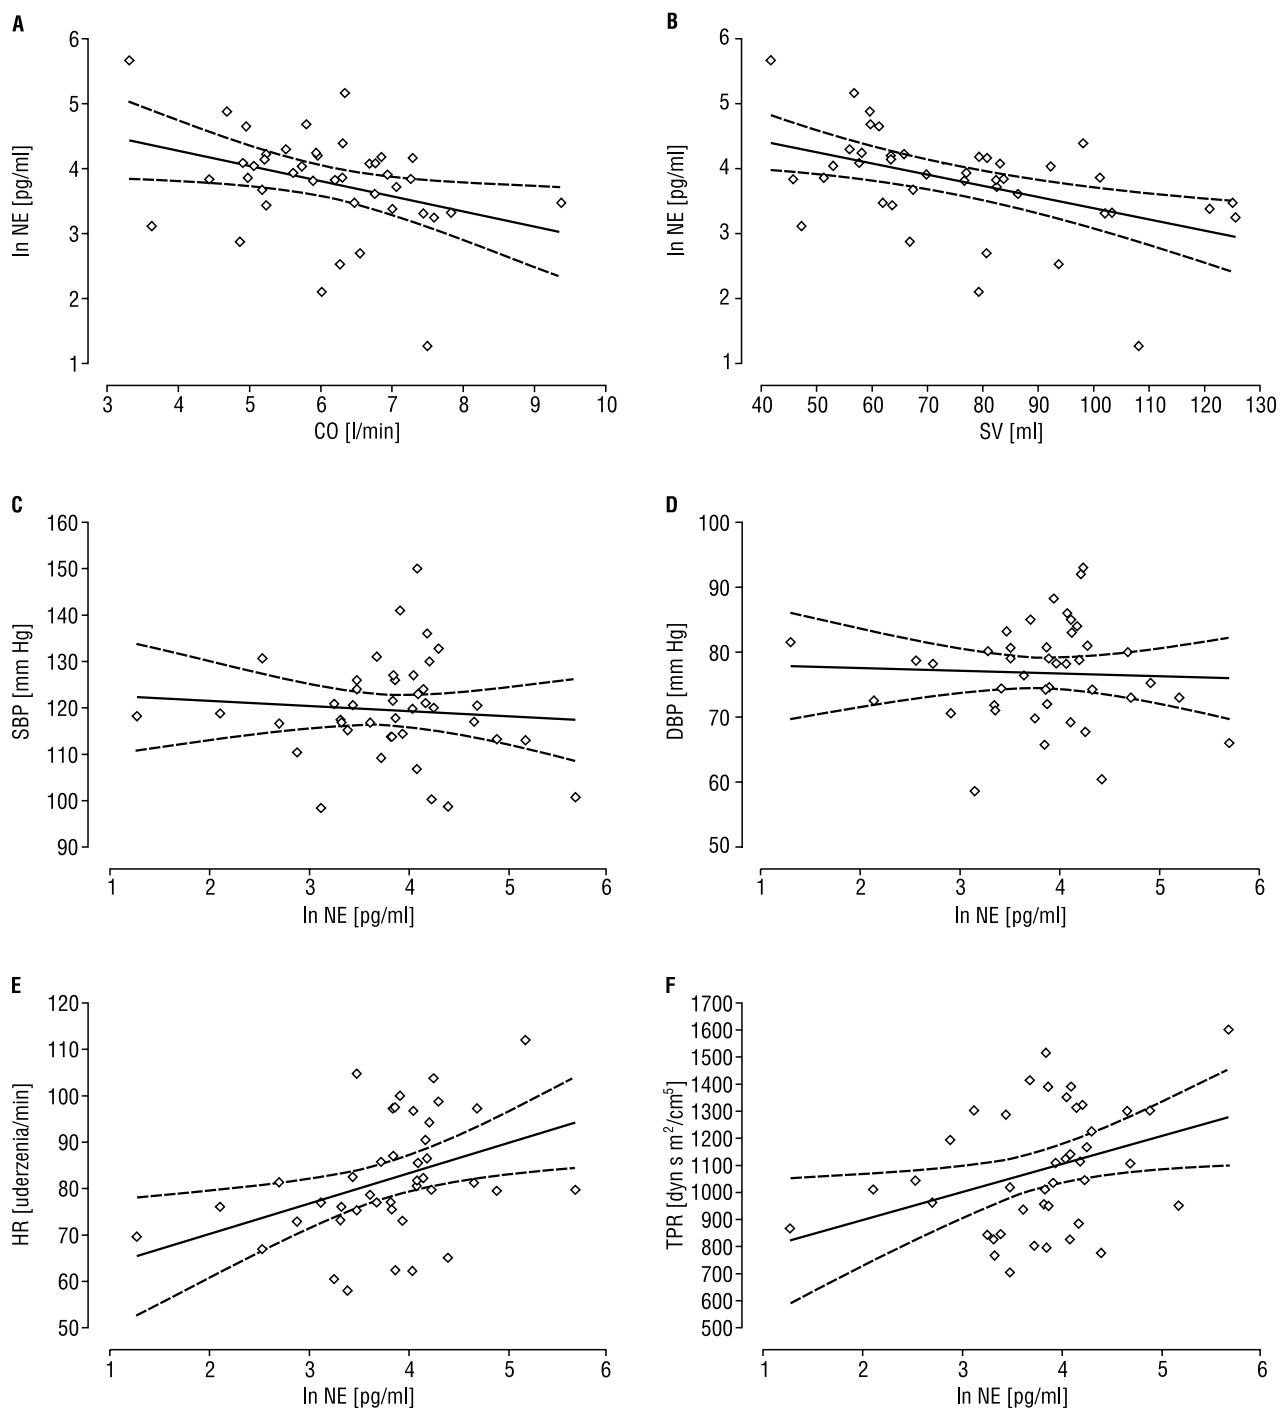 A
6
5
4
3
2
1
ln NE [pg/ml]
3 4 5 6 7 8 9 10
CO [l/min]
B
6
5
4
3
2
1
ln NE [pg/ml]
40 50 60 70 80 90 100 110 120 130
SV [ml]
C
160
150
140
130
120
110
100
90
SBP [mm Hg]
1 2 3 4 5 6
ln NE [pg/ml]
D
100
90
80
70
60
50
DBP [mm Hg]
1 2 3 4 5 6
ln NE [pg/ml]
E
120
110
100
90
80
70
60
50
HR [uderzenia/min]
1 2 3 4 5 6
ln NE [pg/ml]
F
1700
1600
1500
1400
1300
1200
1100
1000
900
800
700
600
500
TPR [dyn s m²/cm⁵]
1 2 3 4 5 6
ln NE [pg/ml]